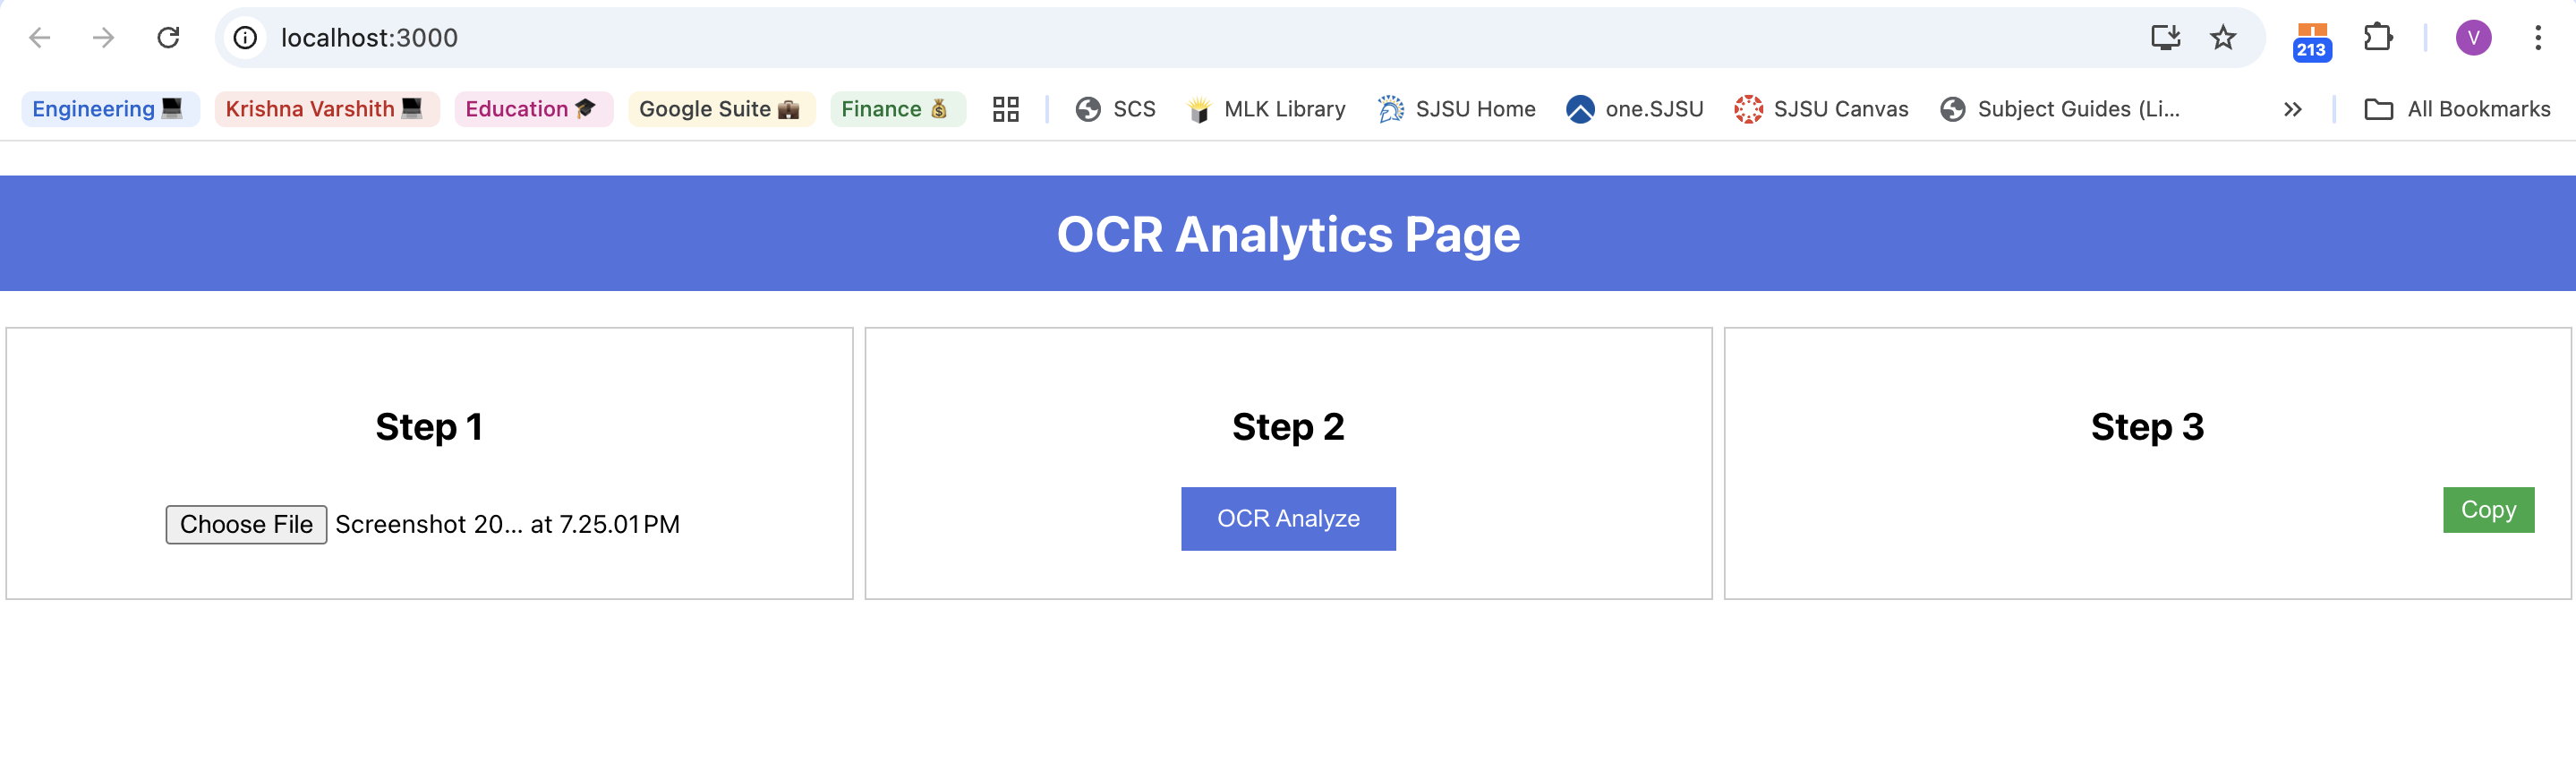 localhost:3000
213
V
Engineering💻 Krishna Varshith💻 Education🎓 Google Suite💼 Finance💰 SCS MLK Library SJSU Home one.SJSU SJSU Canvas Subject Guides (Li... » All Bookmarks
OCR Analytics Page
Step 1
Choose File Screenshot 20... at 7.25.01 PM
Step 2
OCR Analyze
Step 3
Copy